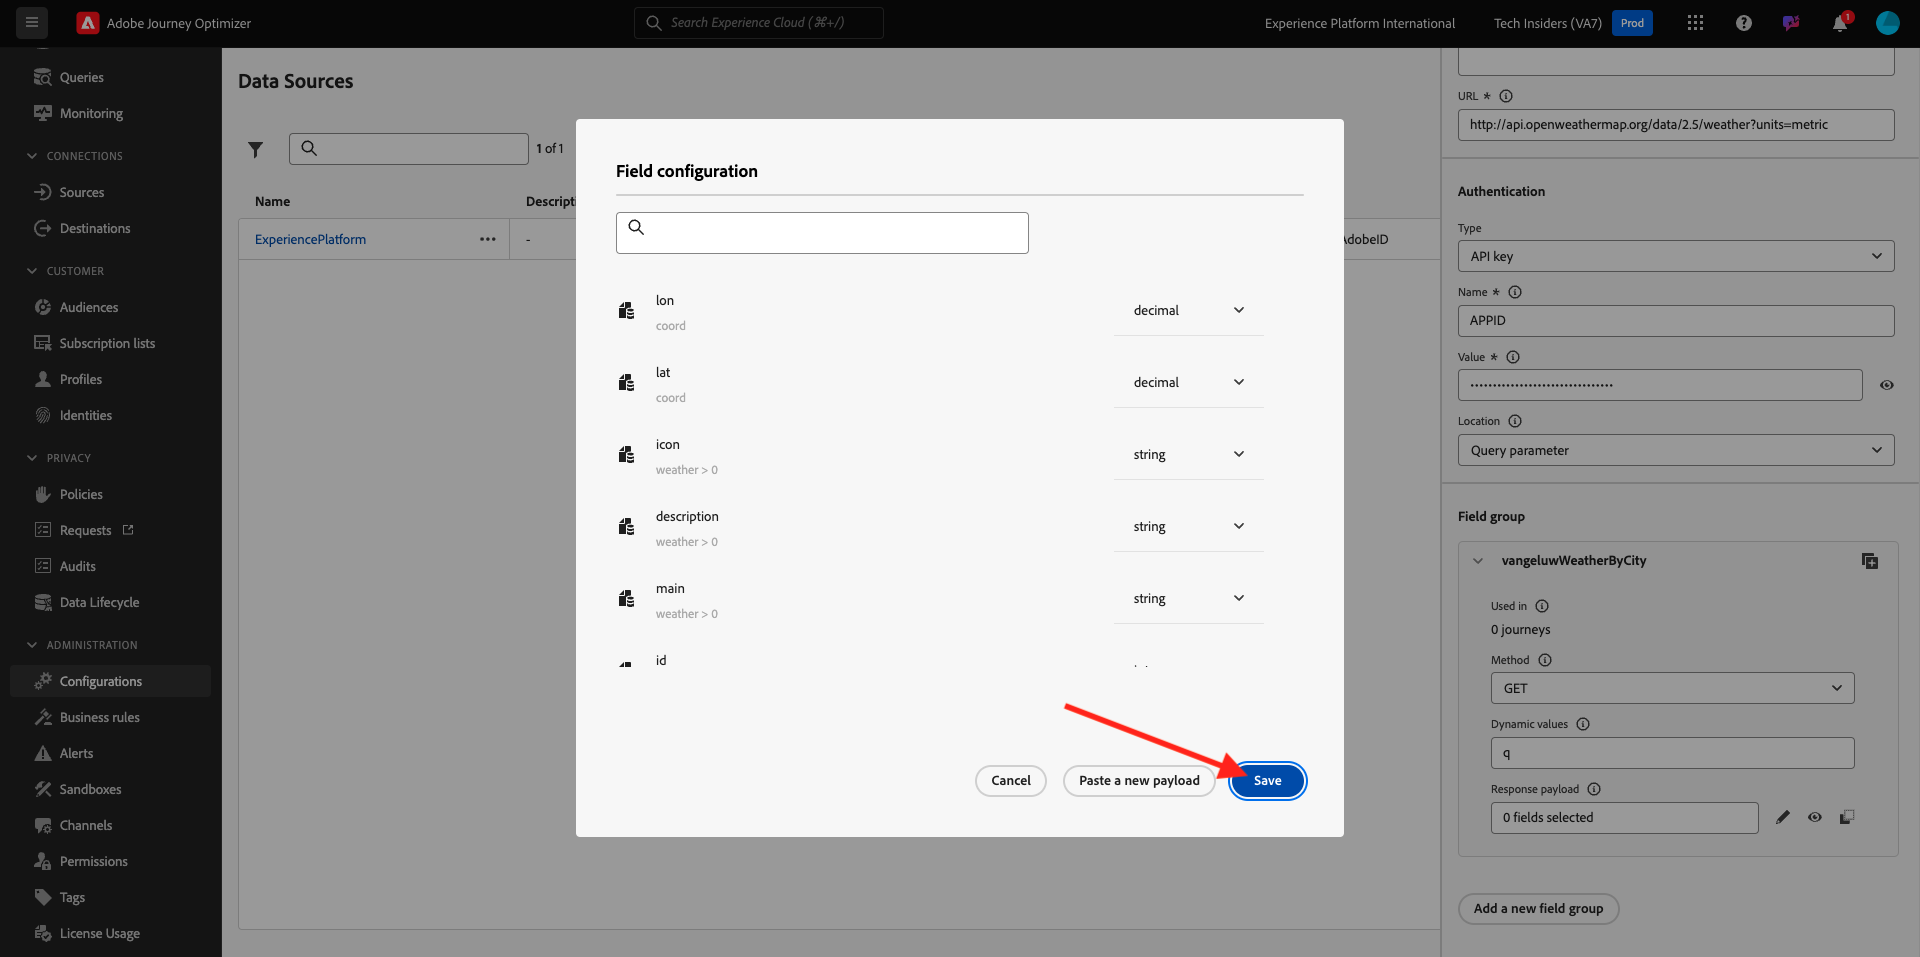 Adobe Journey Optimizer
Search Experience Cloud (⌘+/)
Experience Platform International
Tech Insiders (VA7)
Prod
1
Queries
Monitoring
CONNECTIONS
Sources
Destinations
CUSTOMER
Audiences
Subscription lists
Profiles
Identities
PRIVACY
Policies
Requests
Audits
Data Lifecycle
ADMINISTRATION
Configurations
Business rules
Alerts
Sandboxes
Channels
Permissions
Tags
License Usage
Data Sources
1 of 1
Name
Descripti
ExperiencePlatform
-
AdobeID
Field configuration
lon
coord
decimal
lat
coord
decimal
icon
weather > 0
string
description
weather > 0
string
main
weather > 0
string
id
Cancel
Paste a new payload
Save
URL *
http://api.openweathermap.org/data/2.5/weather?units=metric
Authentication
Type
API key
Name *
APPID
Value *
••••••••••••••••••••••••••••••••
Location
Query parameter
Field group
vangeluwWeatherByCity
Used in
0 journeys
Method
GET
Dynamic values
q
Response payload
0 fields selected
Add a new field group